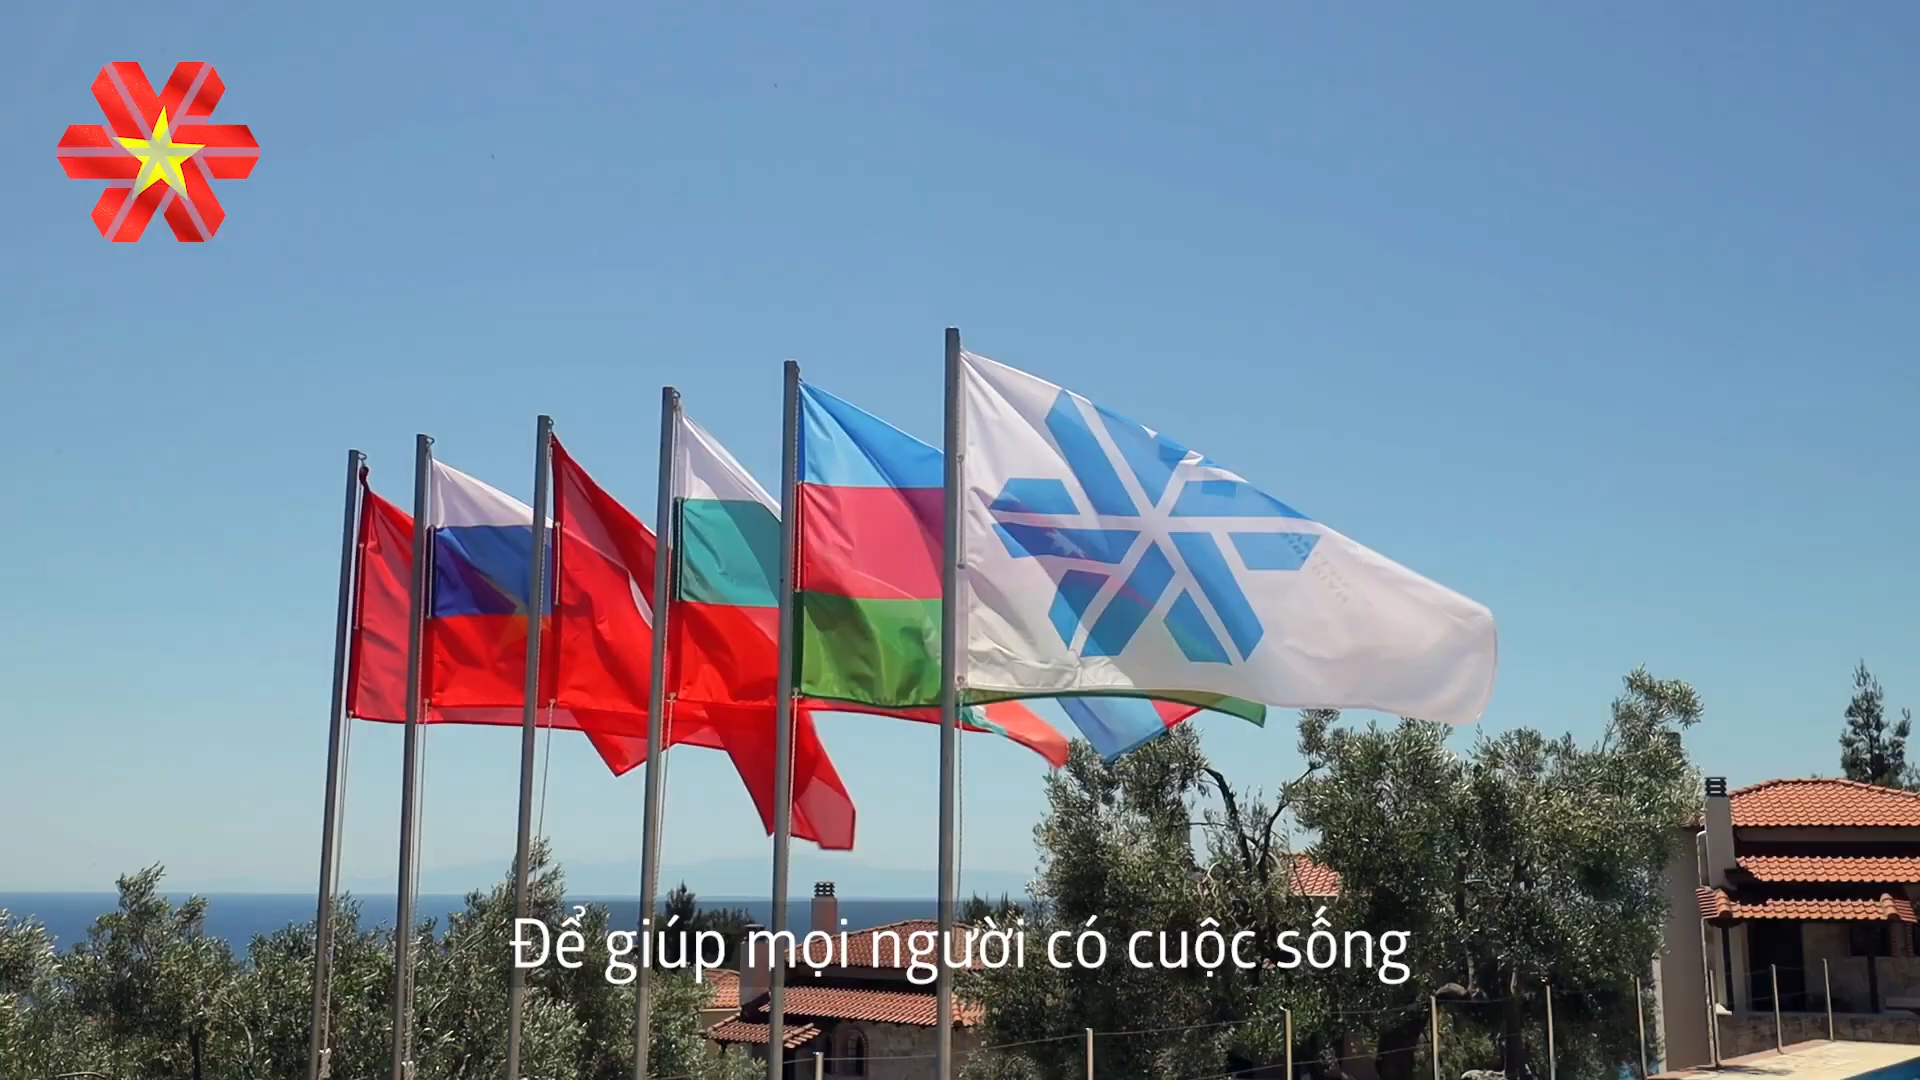 Để giúp mọi người có cuộc sống